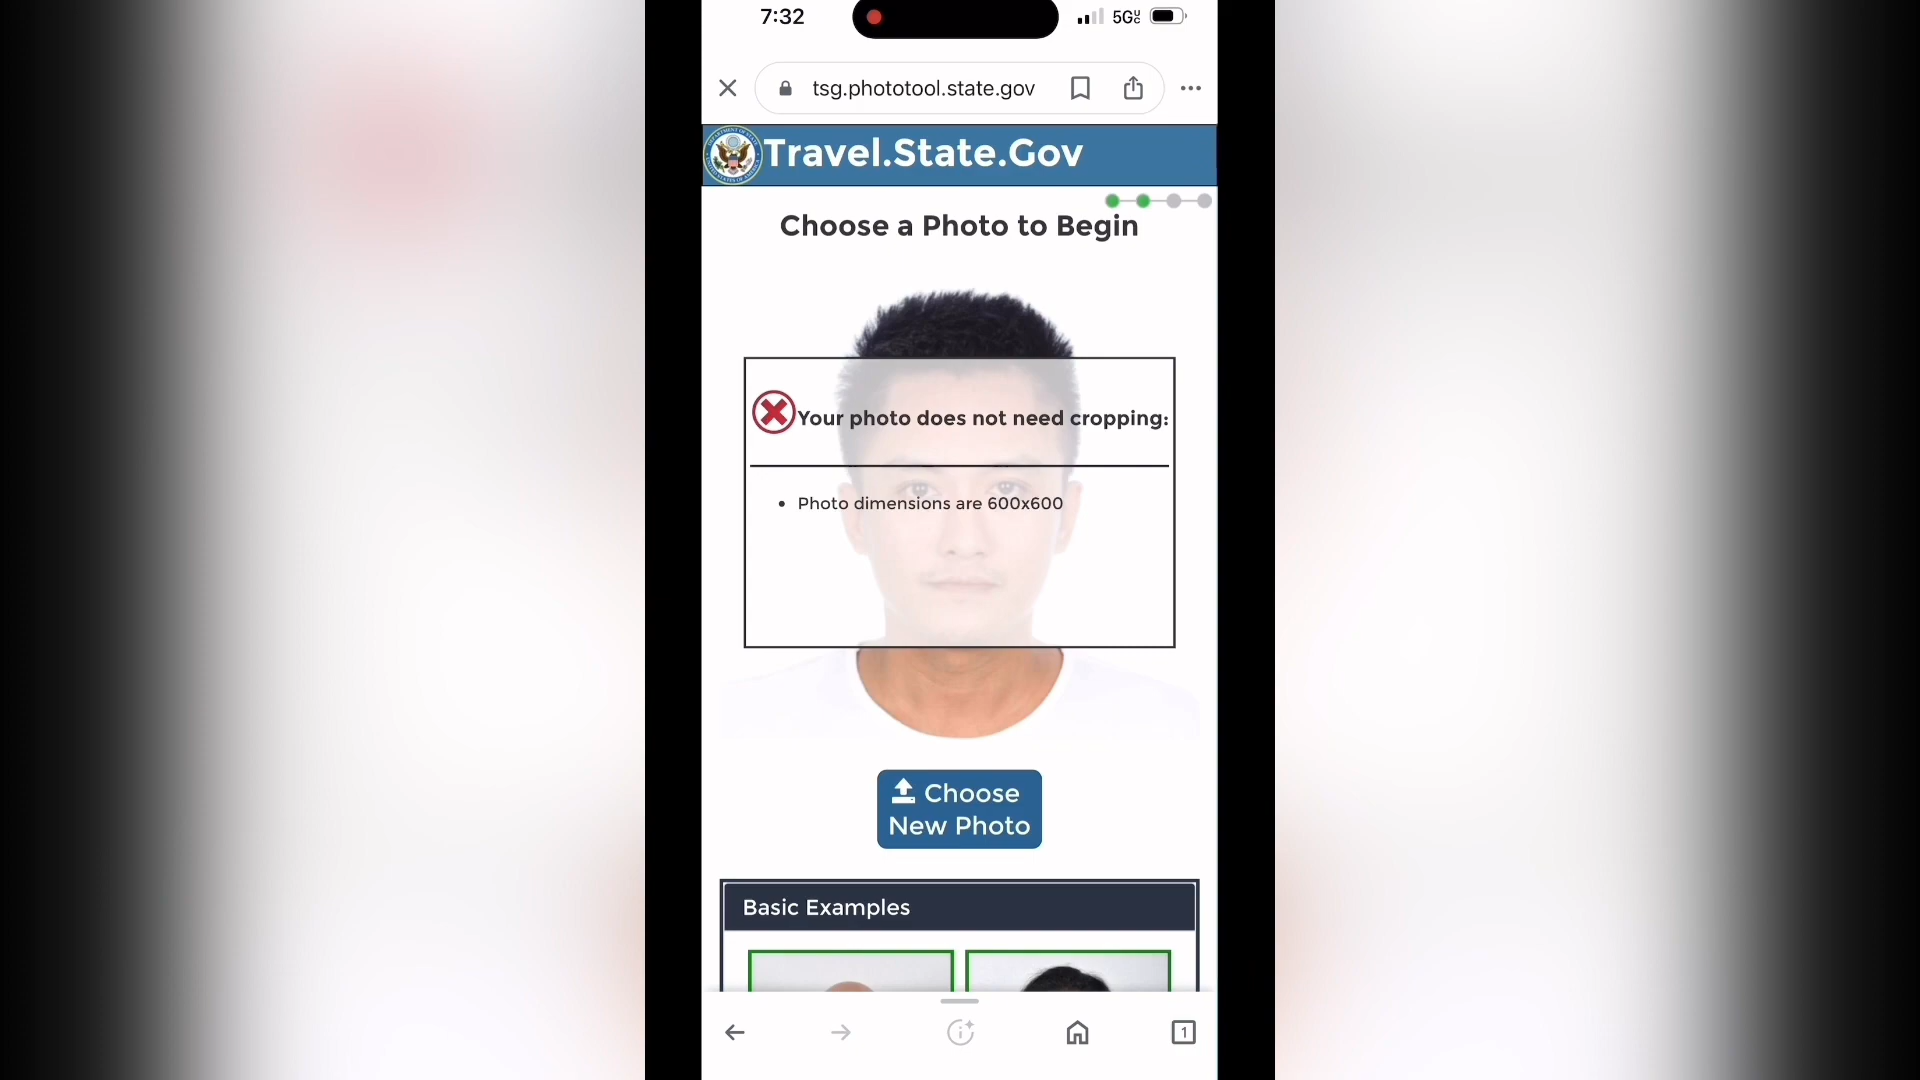 7:32
5GUC
tsg.phototool.state.gov
Travel.State.Gov
Choose a Photo to Begin
Your photo does not need cropping:
• Photo dimensions are 600x600
Choose
New Photo
Basic Examples
1